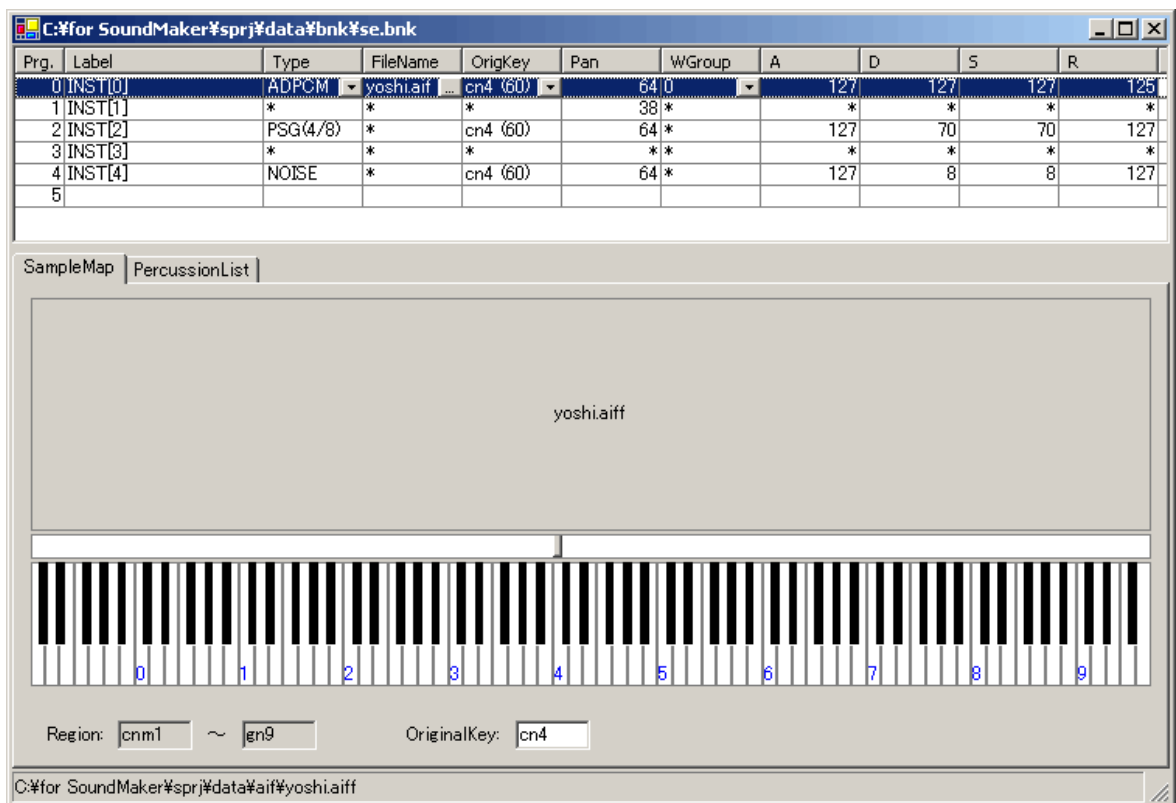 C:¥for SoundMaker¥sprj¥data¥bnk¥se.bnk
Prg. Label Type FileName OrigKey Pan WGroup A D S R
0 INST[0] ADPCM yoshi.aif ... cn4 (60) 64 0 127 127 127 125
1 INST[1] * * * 38 * * * * *
2 INST[2] PSG(4/8) * cn4 (60) 64 * 127 70 70 127
3 INST[3] * * * * * * * * *
4 INST[4] NOISE * cn4 (60) 64 * 127 8 8 127
5
SampleMap PercussionList
yoshi.aiff
0 1 2 3 4 5 6 7 8 9
Region: cnm1 ～ gn9 OriginalKey: cn4
C:¥for SoundMaker¥sprj¥data¥aif¥yoshi.aiff